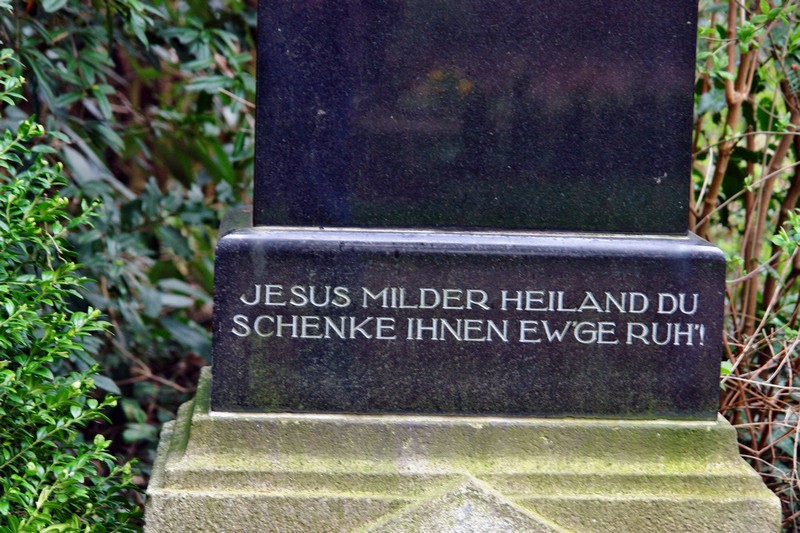 JESUS MILDER HEILAND DU
SCHENKE IHNEN EW'GE RUH'!